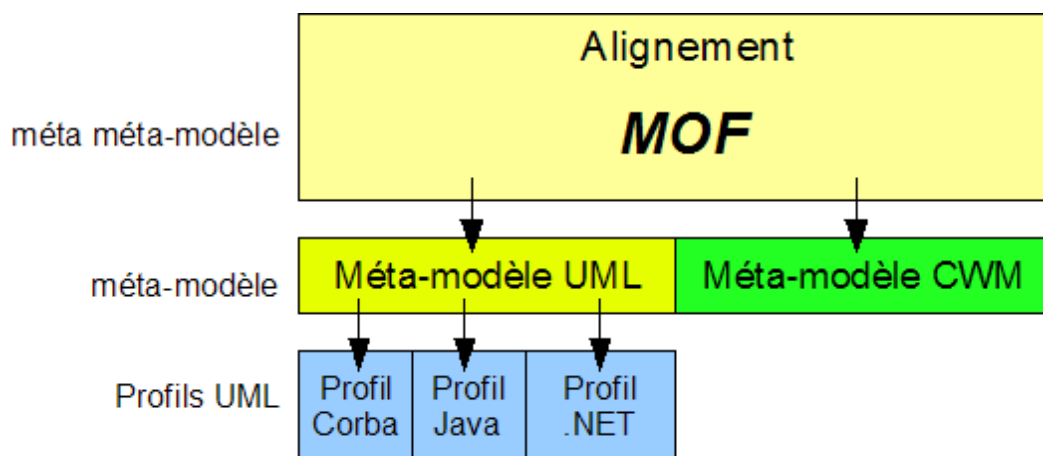 Alignement
méta méta-modèle
MOF
méta-modèle
Méta-modèle UML
Méta-modèle CWM
Profils UML
Profil
Corba
Profil
Java
Profil
.NET